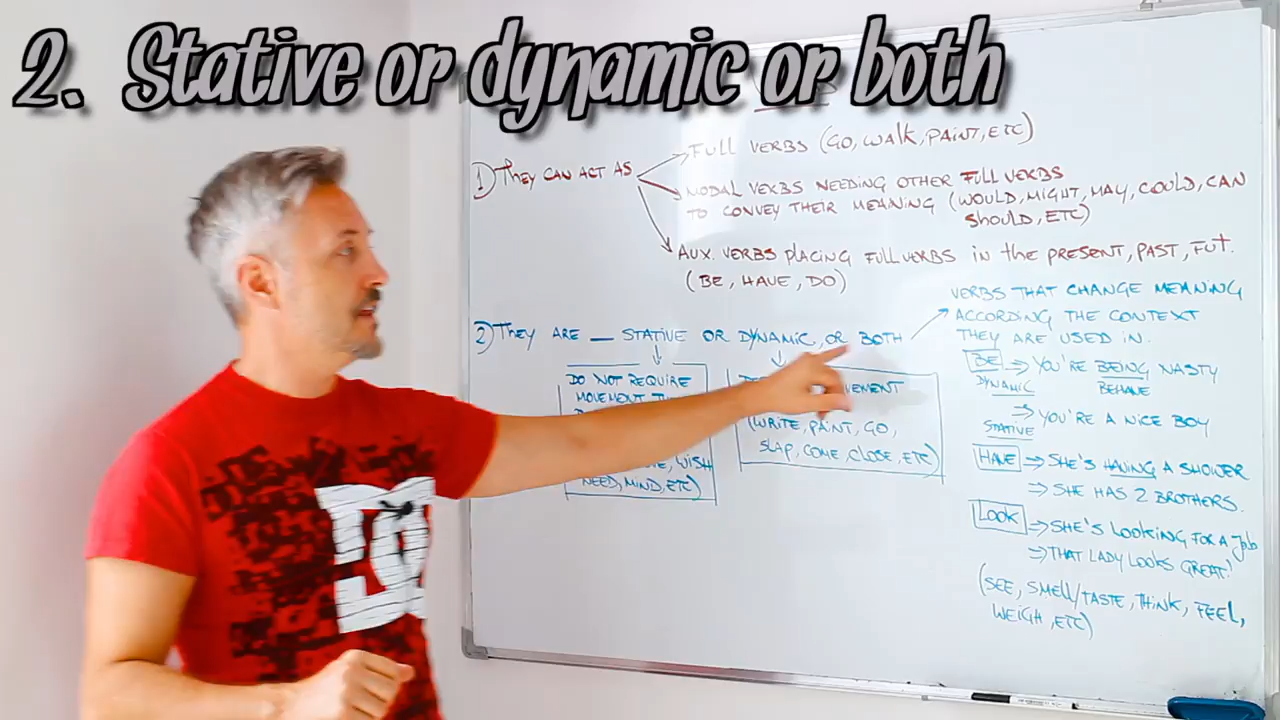 2. Stative or dynamic or both
1) They CAN ACT AS
FULL VERBS (GO, WALK, PAINT, ETC)
MODAL VERBS NEEDING OTHER FULL VERBS
TO CONVEY THEIR MEANING (WOULD, MIGHT, MAY, COULD, CAN
Should, ETC)
AUX. VERBS placing FULL VERBS in the PRESENT, PAST, FUT.
(BE, HAVE, DO)
2) They ARE — STATIVE OR DYNAMIC, OR BOTH
VERBS THAT CHANGE MEANING
ACCORDING THE CONTEXT
THEY ARE USED IN.
DO NOT REQUIRE
MOVEMENT
WISH
NEED, MIND, ETC)
(WRITE, PAINT, GO,
SLAP, COME, CLOSE, ETC)
BE → YOU'RE BEING NASTY
DYNAMIC BEHAVE
→ YOU'RE A NICE BOY
STATIVE
HAVE → SHE'S HAVING A SHOWER
→ SHE HAS 2 BROTHERS.
LOOK → SHE'S LOOKING FOR A Job
→ THAT LADY LOOKS GREAT!
(SEE, SMELL/TASTE, THINK, FEEL,
WEIGH, ETC)